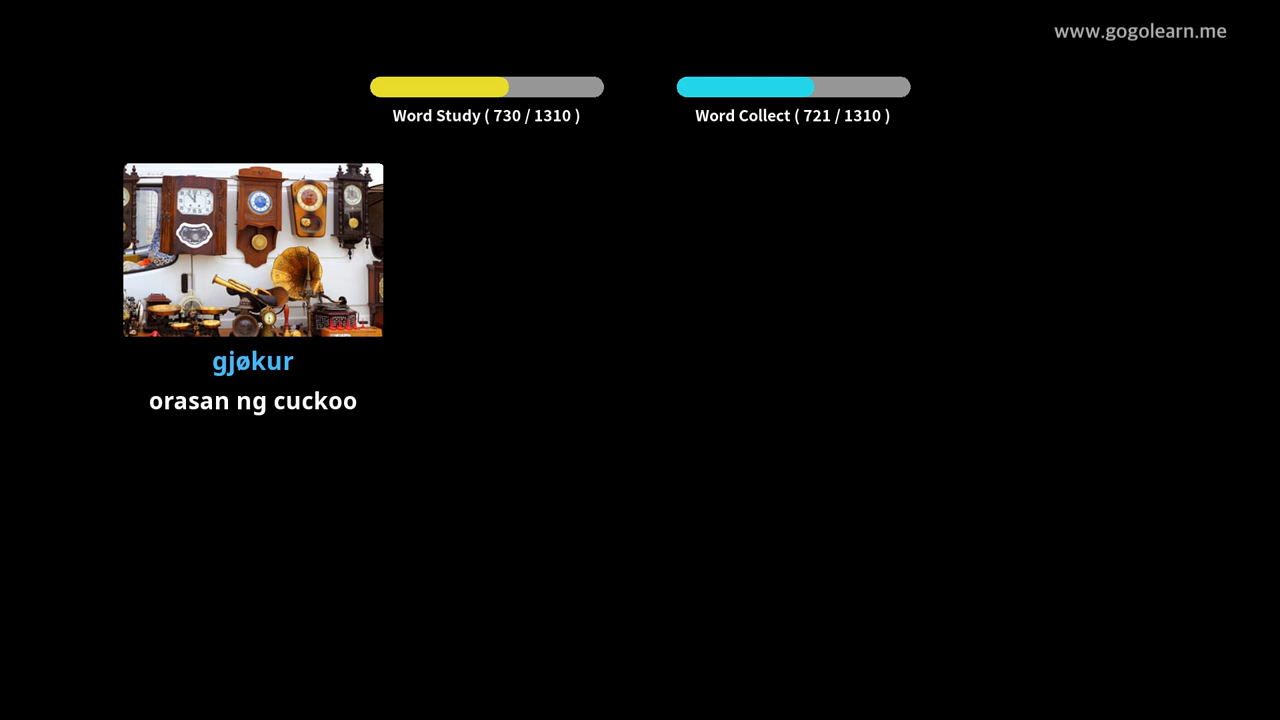 www.gogolearn.me
Word Study ( 730 / 1310 )
Word Collect ( 721 / 1310 )
gjøkur
orasan ng cuckoo